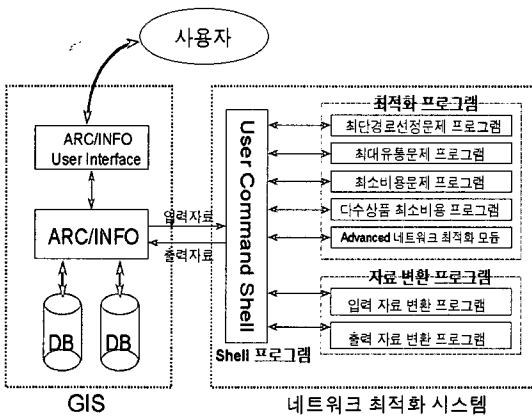 사용자
ARC/INFO
User Interface
ARC/INFO
DB
DB
GIS
입력자료
출력자료
User Command Shell
Shell 프로그램
최적화 프로그램
최단경로선정문제 프로그램
최대유통문제 프로그램
최소비용문제 프로그램
다수상품 최소비용 프로그램
Advanced 네트워크 최적화 모듈
자료 변환 프로그램
입력 자료 변환 프로그램
출력 자료 변환 프로그램
네트워크 최적화 시스템